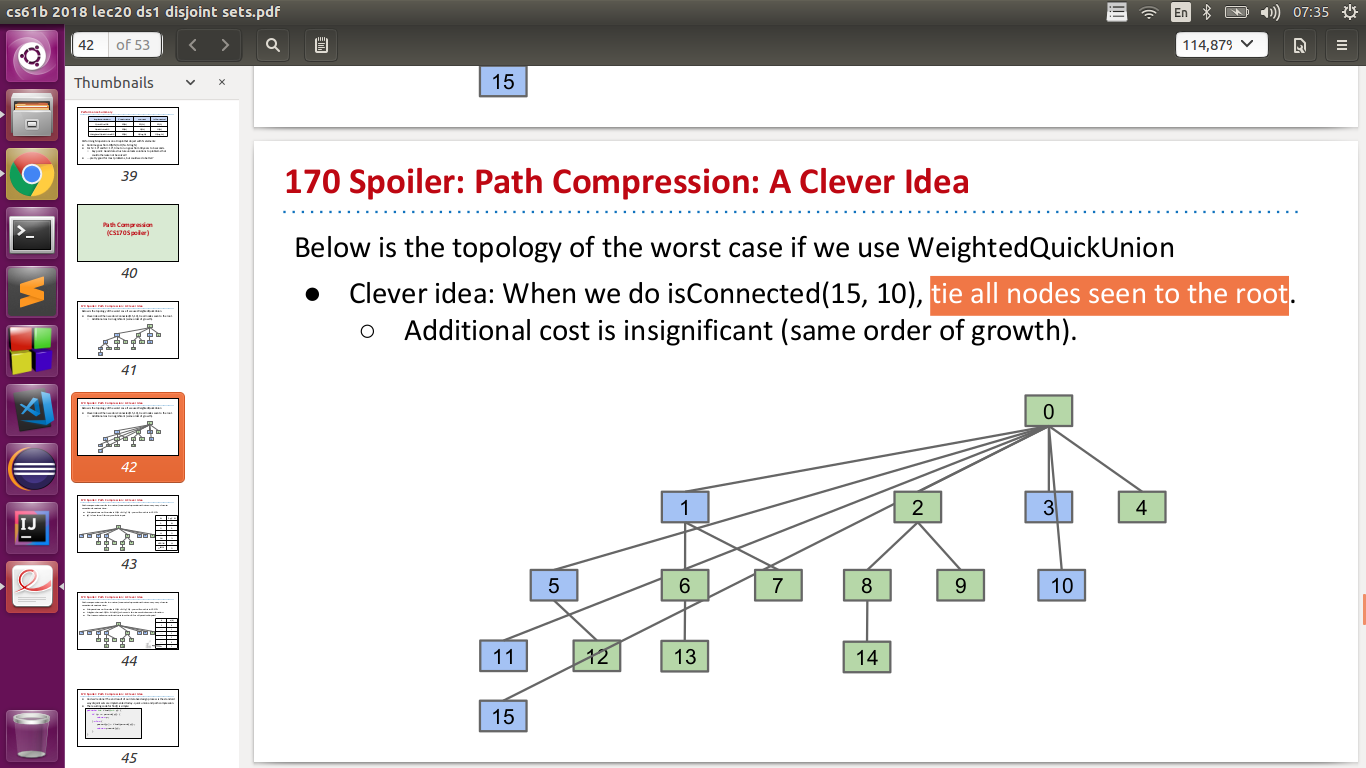 cs61b 2018 lec20 ds1 disjoint sets.pdf
En
07:35
42 of 53
114,87%
Thumbnails
15
39
Path Compression
(CS170 Spoiler)
40
41
42
43
44
45
170 Spoiler: Path Compression: A Clever Idea
Below is the topology of the worst case if we use WeightedQuickUnion
● Clever idea: When we do isConnected(15, 10), tie all nodes seen to the root.
○ Additional cost is insignificant (same order of growth).
0
1 2 3 4
5 6 7 8 9 10
11 12 13 14
15
IJ